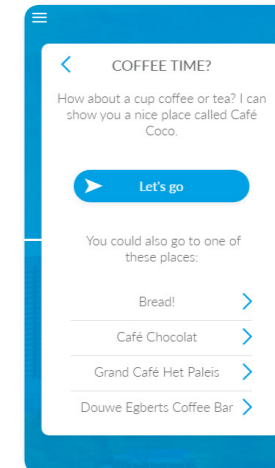 COFFEE TIME?
How about a cup coffee or tea? I can
show you a nice place called Café
Coco.
Let's go
You could also go to one of
these places:
Bread!
Café Chocolat
Grand Café Het Paleis
Douwe Egberts Coffee Bar